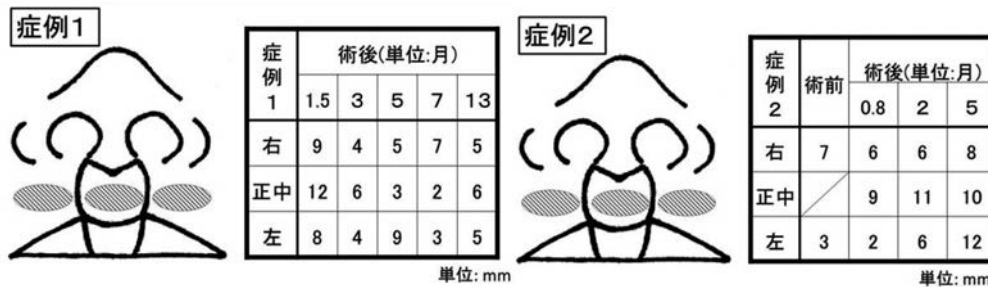 症例1
症例1 術後(単位:月)
1.5 3 5 7 13
右 9 4 5 7 5
正中 12 6 3 2 6
左 8 4 9 3 5
単位: mm
症例2
症例2 術前 術後(単位:月)
0.8 2 5
右 7 6 6 8
正中 9 11 10
左 3 2 6 12
単位: mm